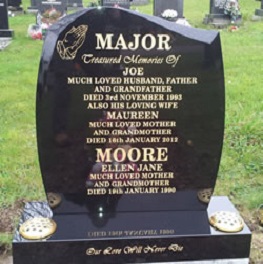 MAJOR
Treasured Memories Of
JOE
MUCH LOVED HUSBAND, FATHER
AND GRANDFATHER
DIED 3rd NOVEMBER 1993
ALSO HIS LOVING WIFE
MAUREEN
MUCH LOVED MOTHER
AND GRANDMOTHER
DIED 16th JANUARY 2012
MOORE
ELLEN JANE
MUCH LOVED MOTHER
AND GRANDMOTHER
DIED 19th JANUARY 1990
Our Love Will Never Die